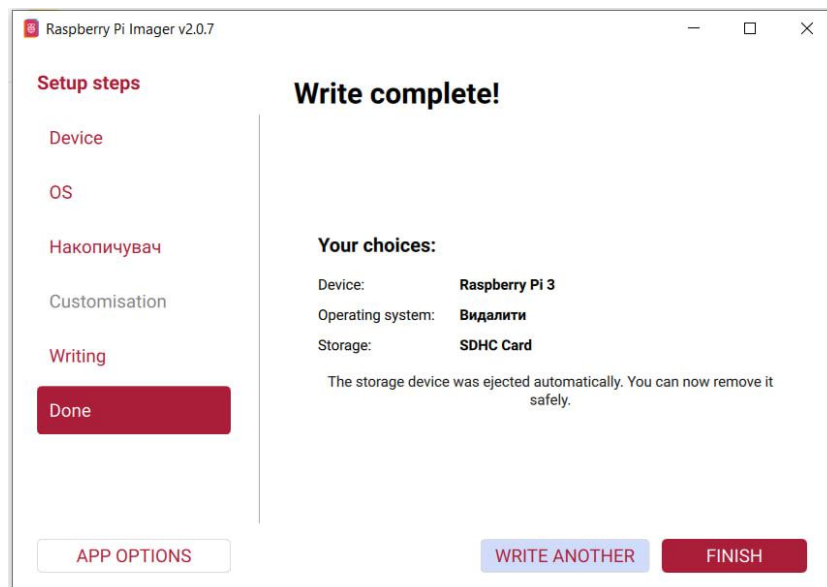 Raspberry Pi Imager v2.0.7
Setup steps
Device
OS
Накопичувач
Customisation
Writing
Done
APP OPTIONS
Write complete!
Your choices:
Device: Raspberry Pi 3
Operating system: Видалити
Storage: SDHC Card
The storage device was ejected automatically. You can now remove it
safely.
WRITE ANOTHER
FINISH